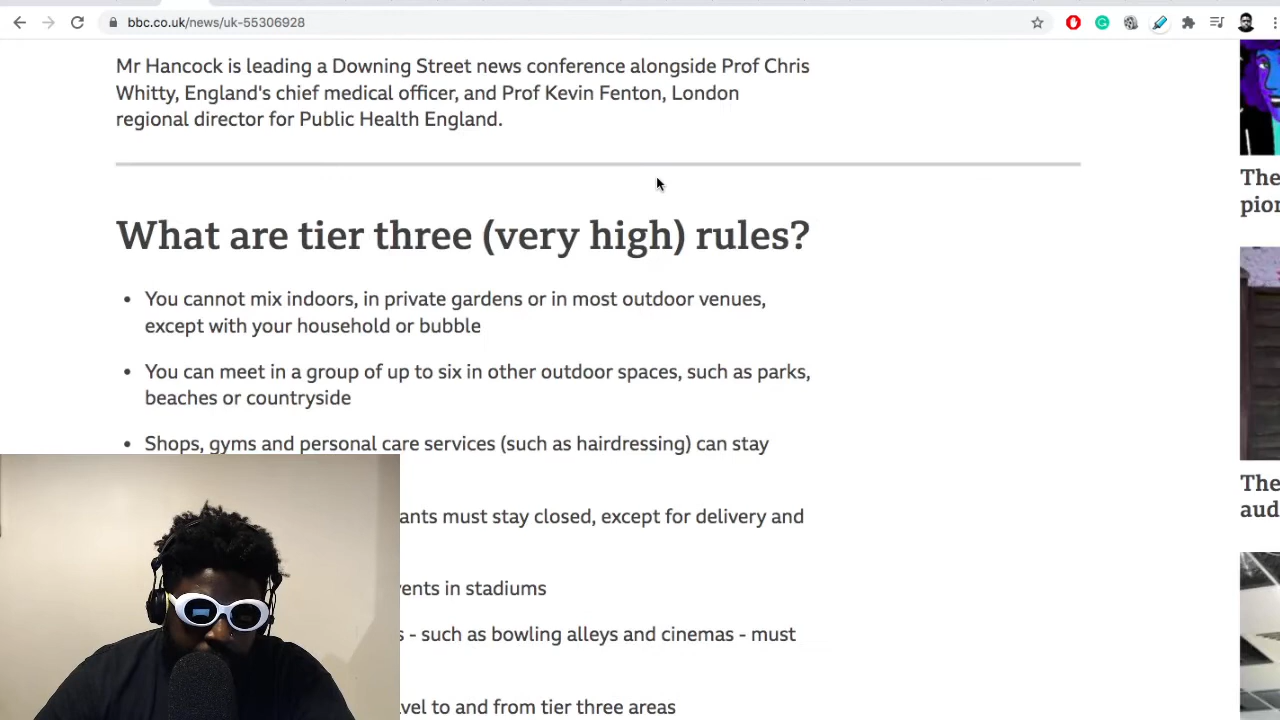 bbc.co.uk/news/uk-55306928
Mr Hancock is leading a Downing Street news conference alongside Prof Chris
Whitty, England's chief medical officer, and Prof Kevin Fenton, London
regional director for Public Health England.
The
pion
What are tier three (very high) rules?
• You cannot mix indoors, in private gardens or in most outdoor venues,
except with your household or bubble
• You can meet in a group of up to six in other outdoor spaces, such as parks,
beaches or countryside
• Shops, gyms and personal care services (such as hairdressing) can stay
The
aud
ants must stay closed, except for delivery and
ents in stadiums
s - such as bowling alleys and cinemas - must
vel to and from tier three areas